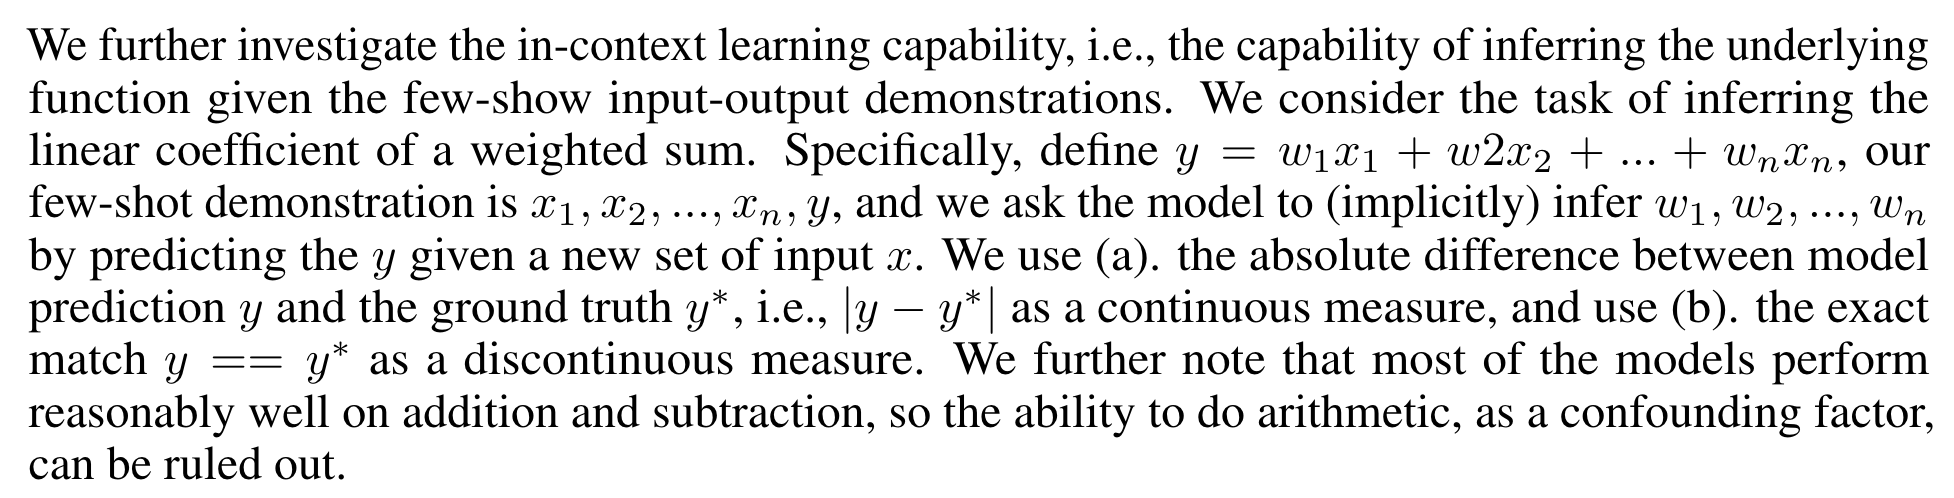 We further investigate the in-context learning capability, i.e., the capability of inferring the underlying
function given the few-show input-output demonstrations. We consider the task of inferring the
linear coefficient of a weighted sum. Specifically, define $y = w_1x_1 + w2x_2 + ... + w_nx_n$, our
few-shot demonstration is $x_1, x_2, ..., x_n, y$, and we ask the model to (implicitly) infer $w_1, w_2, ..., w_n$
by predicting the $y$ given a new set of input $x$. We use (a). the absolute difference between model
prediction $y$ and the ground truth $y^*$, i.e., $|y - y^*|$ as a continuous measure, and use (b). the exact
match $y == y^*$ as a discontinuous measure. We further note that most of the models perform
reasonably well on addition and subtraction, so the ability to do arithmetic, as a confounding factor,
can be ruled out.